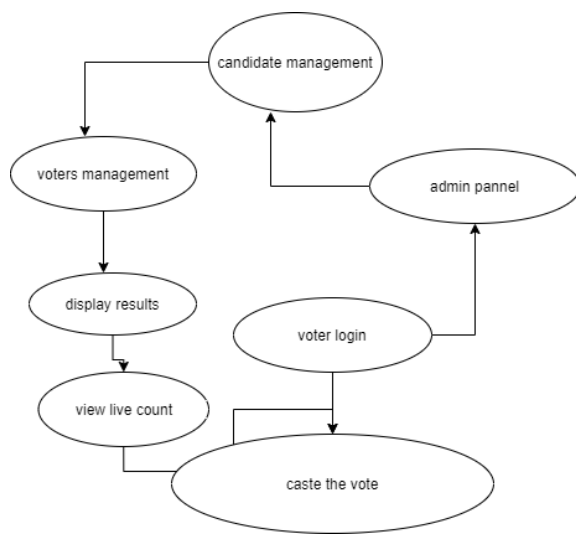 candidate management
voters management
admin pannel
display results
voter login
view live count
caste the vote